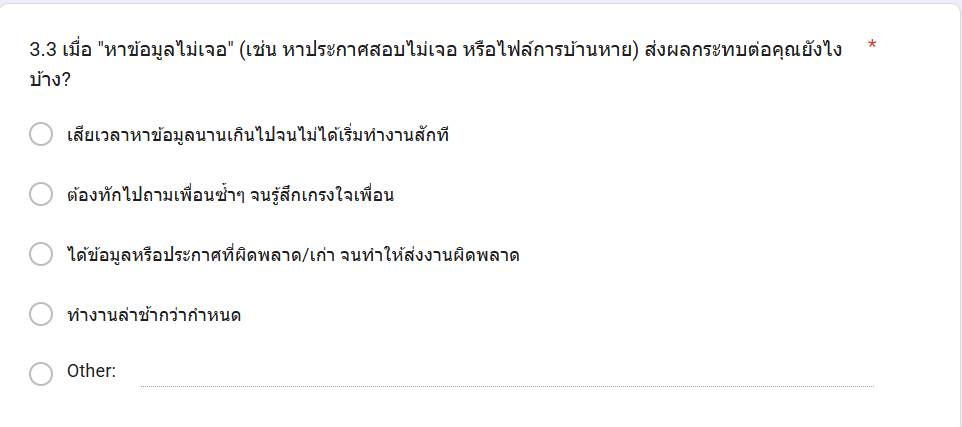 3.3 เมื่อ "หาข้อมูลไม่เจอ" (เช่น หาประกาศสอบไม่เจอ หรือไฟล์การบ้านหาย) ส่งผลกระทบต่อคุณยังไง *
บ้าง?
เสียเวลาหาข้อมูลนานเกินไปจนไม่ได้เริ่มทำงานสักที
ต้องทักไปถามเพื่อนซ้ำๆ จนรู้สึกเกรงใจเพื่อน
ได้ข้อมูลหรือประกาศที่ผิดพลาด/เก่า จนทำให้ส่งงานผิดพลาด
ทำงานล่าช้ากว่ากำหนด
Other: